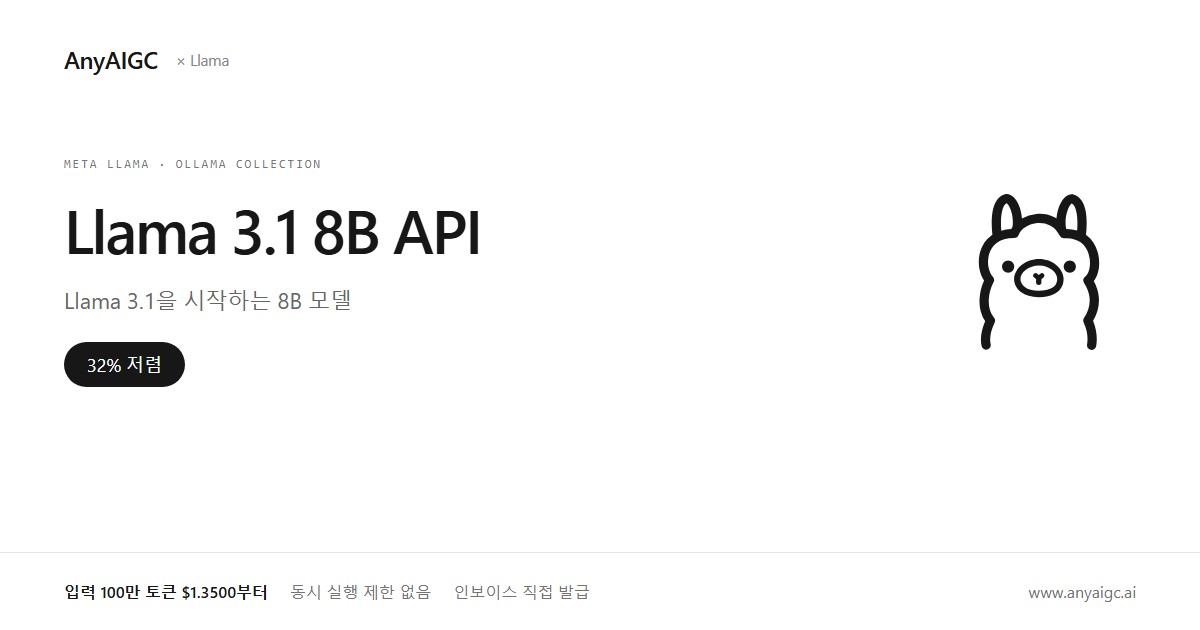 AnyAIGC × Llama
META LLAMA · OLLAMA COLLECTION
Llama 3.1 8B API
Llama 3.1을 시작하는 8B 모델
32% 저렴
입력 100만 토큰 $1.3500부터 동시 실행 제한 없음 인보이스 직접 발급 www.anyaigc.ai